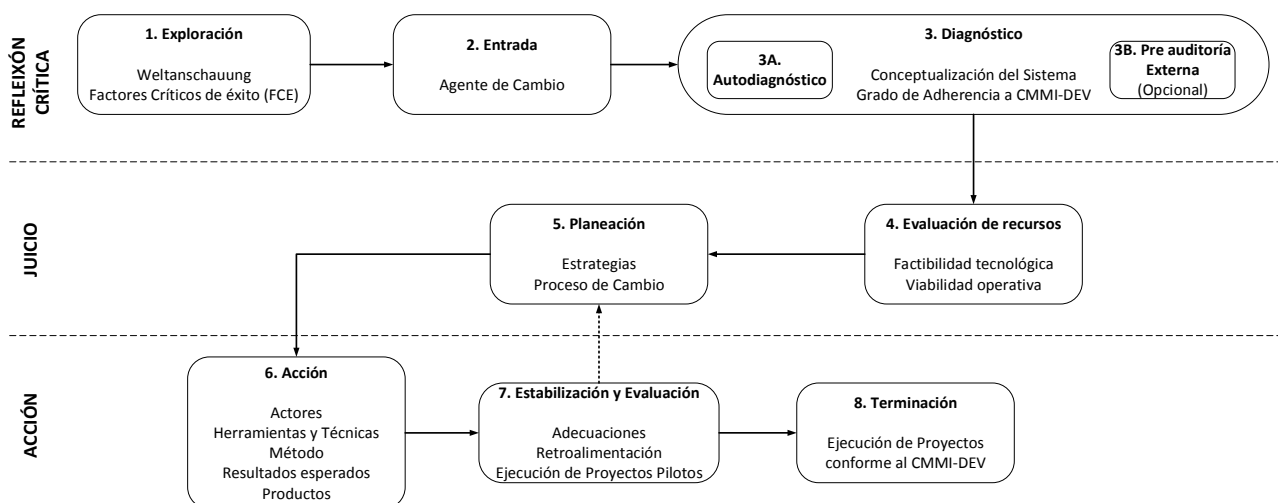 REFLEIXÓN
CRÍTICA
1. Exploración
Weltanschauung
Factores Críticos de éxito (FCE)
2. Entrada
Agente de Cambio
3. Diagnóstico
3A.
Autodiagnóstico
Conceptualización del Sistema
Grado de Adherencia a CMMI-DEV
3B. Pre auditoría
Externa
(Opcional)
JUICIO
5. Planeación
Estrategias
Proceso de Cambio
4. Evaluación de recursos
Factibilidad tecnológica
Viabilidad operativa
ACCIÓN
6. Acción
Actores
Herramientas y Técnicas
Método
Resultados esperados
Productos
7. Estabilización y Evaluación
Adecuaciones
Retroalimentación
Ejecución de Proyectos Pilotos
8. Terminación
Ejecución de Proyectos
conforme al CMMI-DEV